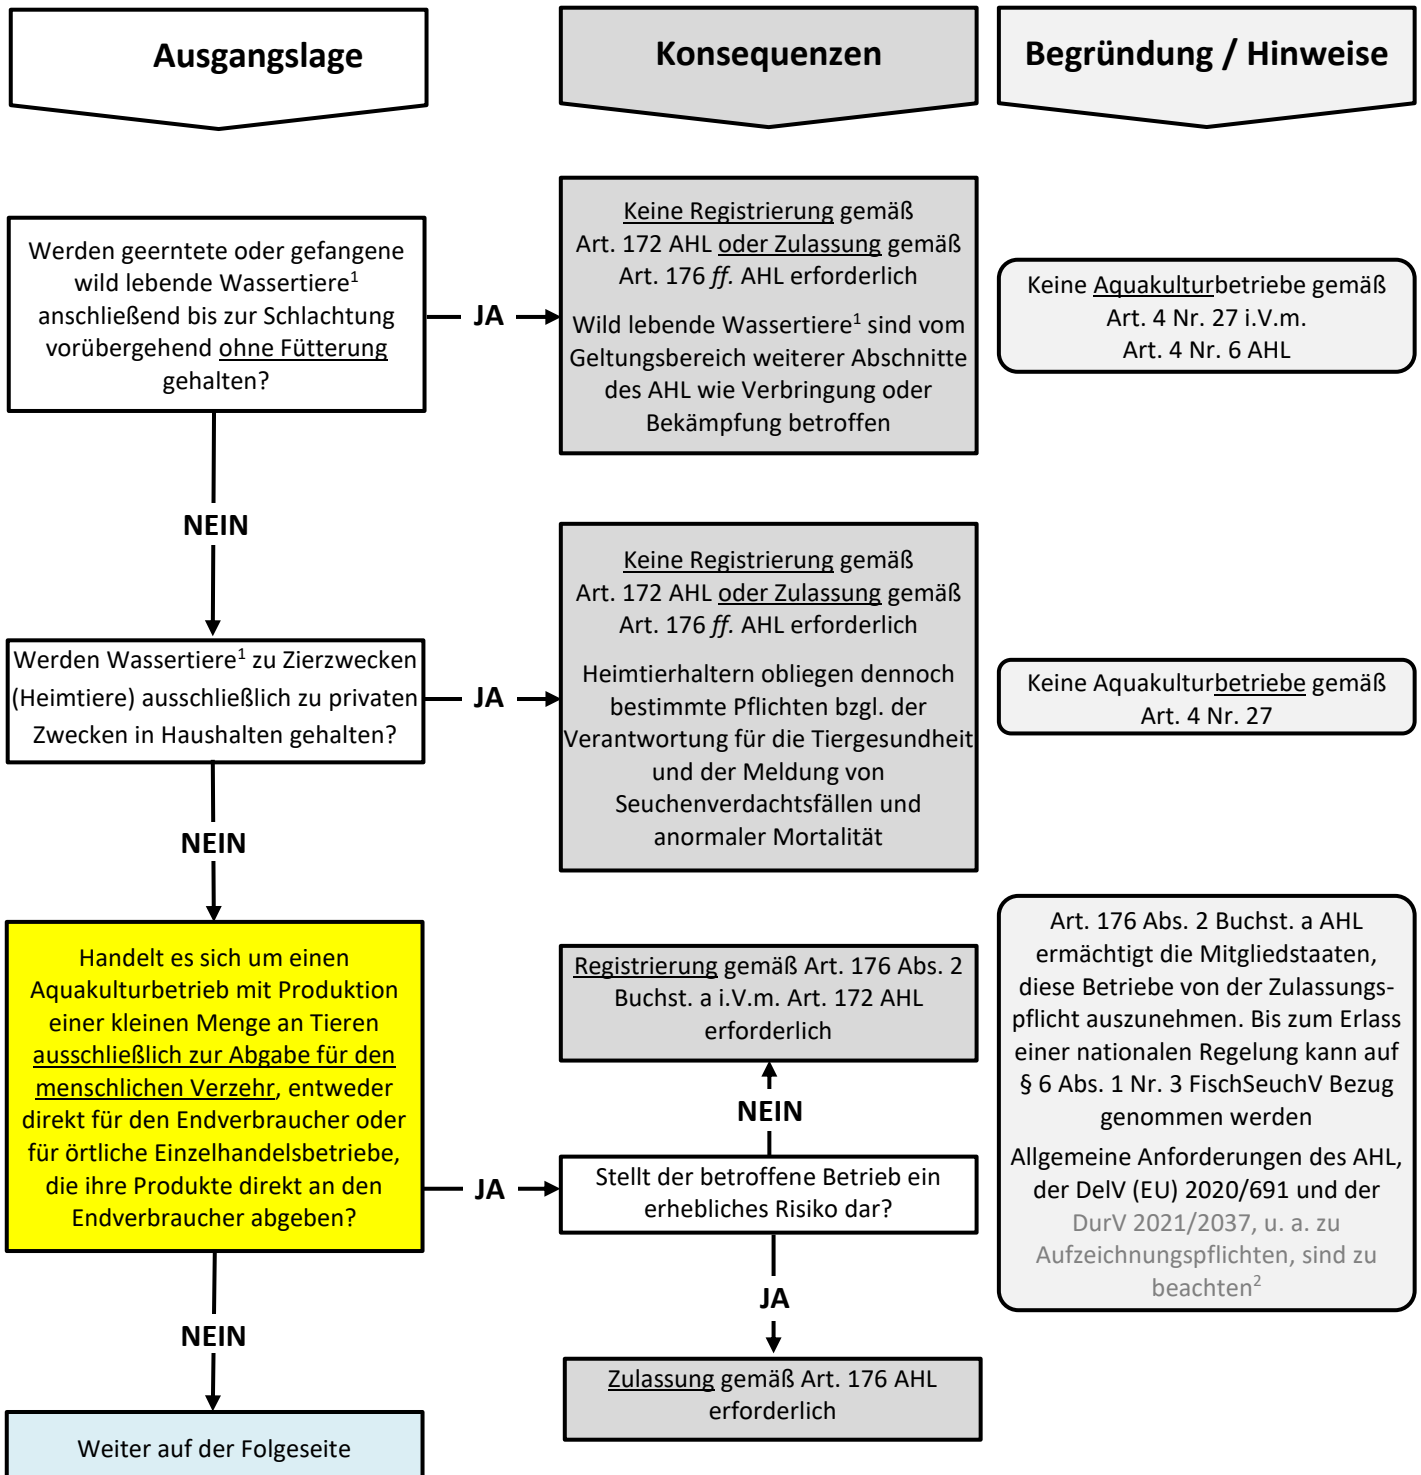 Ausgangslage
Konsequenzen
Begründung / Hinweise
Werden geerntete oder gefangene
wild lebende Wassertiere¹
anschließend bis zur Schlachtung
vorübergehend ohne Fütterung
gehalten?
JA
Keine Registrierung gemäß
Art. 172 AHL oder Zulassung gemäß
Art. 176 ff. AHL erforderlich
Wild lebende Wassertiere¹ sind vom
Geltungsbereich weiterer Abschnitte
des AHL wie Verbringung oder
Bekämpfung betroffen
Keine Aquakulturbetriebe gemäß
Art. 4 Nr. 27 i.V.m.
Art. 4 Nr. 6 AHL
NEIN
Werden Wassertiere¹ zu Zierzwecken
(Heimtiere) ausschließlich zu privaten
Zwecken in Haushalten gehalten?
JA
Keine Registrierung gemäß
Art. 172 AHL oder Zulassung gemäß
Art. 176 ff. AHL erforderlich
Heimtierhaltern obliegen dennoch
bestimmte Pflichten bzgl. der
Verantwortung für die Tiergesundheit
und der Meldung von
Seuchenverdachtsfällen und
anormaler Mortalität
Keine Aquakulturbetriebe gemäß
Art. 4 Nr. 27
NEIN
Handelt es sich um einen
Aquakulturbetrieb mit Produktion
einer kleinen Menge an Tieren
ausschließlich zur Abgabe für den
menschlichen Verzehr, entweder
direkt für den Endverbraucher oder
für örtliche Einzelhandelsbetriebe,
die ihre Produkte direkt an den
Endverbraucher abgeben?
JA
Registrierung gemäß Art. 176 Abs. 2
Buchst. a i.V.m. Art. 172 AHL
erforderlich
NEIN
Stellt der betroffene Betrieb ein
erhebliches Risiko dar?
JA
Zulassung gemäß Art. 176 AHL
erforderlich
Art. 176 Abs. 2 Buchst. a AHL
ermächtigt die Mitgliedstaaten,
diese Betriebe von der Zulassungs-
pflicht auszunehmen. Bis zum Erlass
einer nationalen Regelung kann auf
§ 6 Abs. 1 Nr. 3 FischSeuchV Bezug
genommen werden
Allgemeine Anforderungen des AHL,
der DelV (EU) 2020/691 und der
DurV 2021/2037, u. a. zu
Aufzeichnungspflichten, sind zu
beachten²
NEIN
Weiter auf der Folgeseite